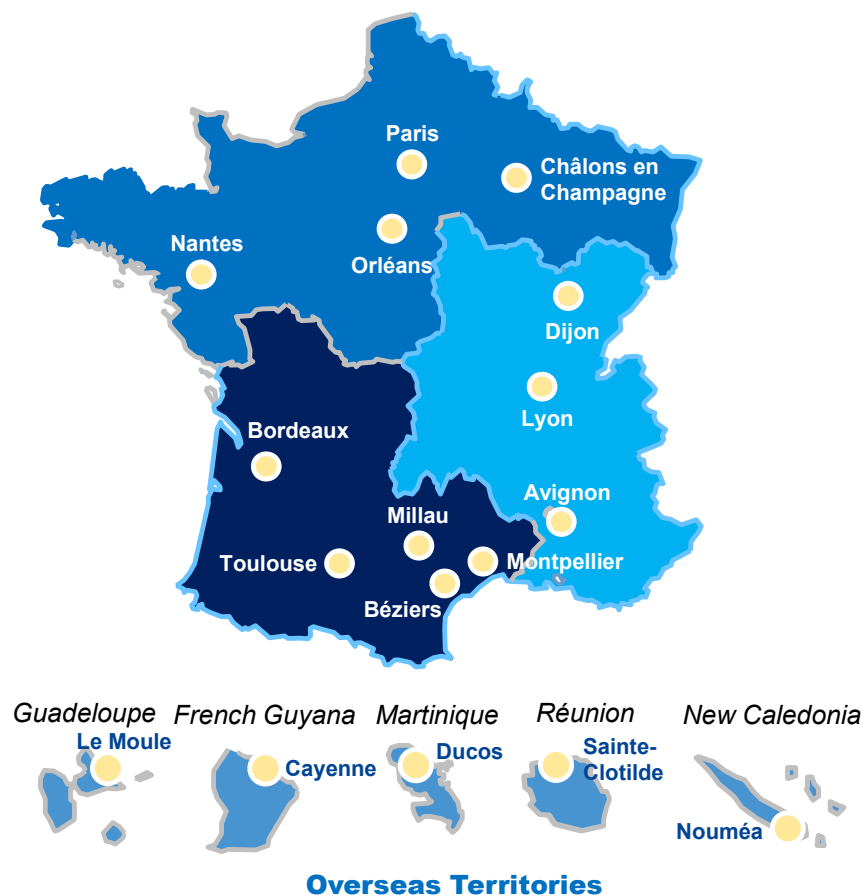 Paris
Châlons en
Champagne
Nantes
Orléans
Dijon
Lyon
Bordeaux
Avignon
Millau
Toulouse
Montpellier
Béziers
Guadeloupe
French Guyana
Martinique
Réunion
New Caledonia
Le Moule
Cayenne
Ducos
Sainte-
Clotilde
Nouméa
Overseas Territories